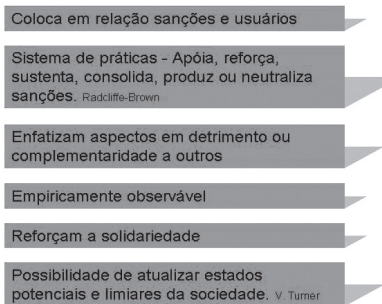 Coloca em relação sanções e usuários
Sistema de práticas - Apóia, reforça,
sustenta, consolida, produz ou neutraliza
sanções. Radcliffe-Brown
Enfatizam aspectos em detrimento ou
complementaridade a outros
Empiricamente observável
Reforçam a solidariedade
Possibilidade de atualizar estados
potenciais e limiares da sociedade. V. Turner